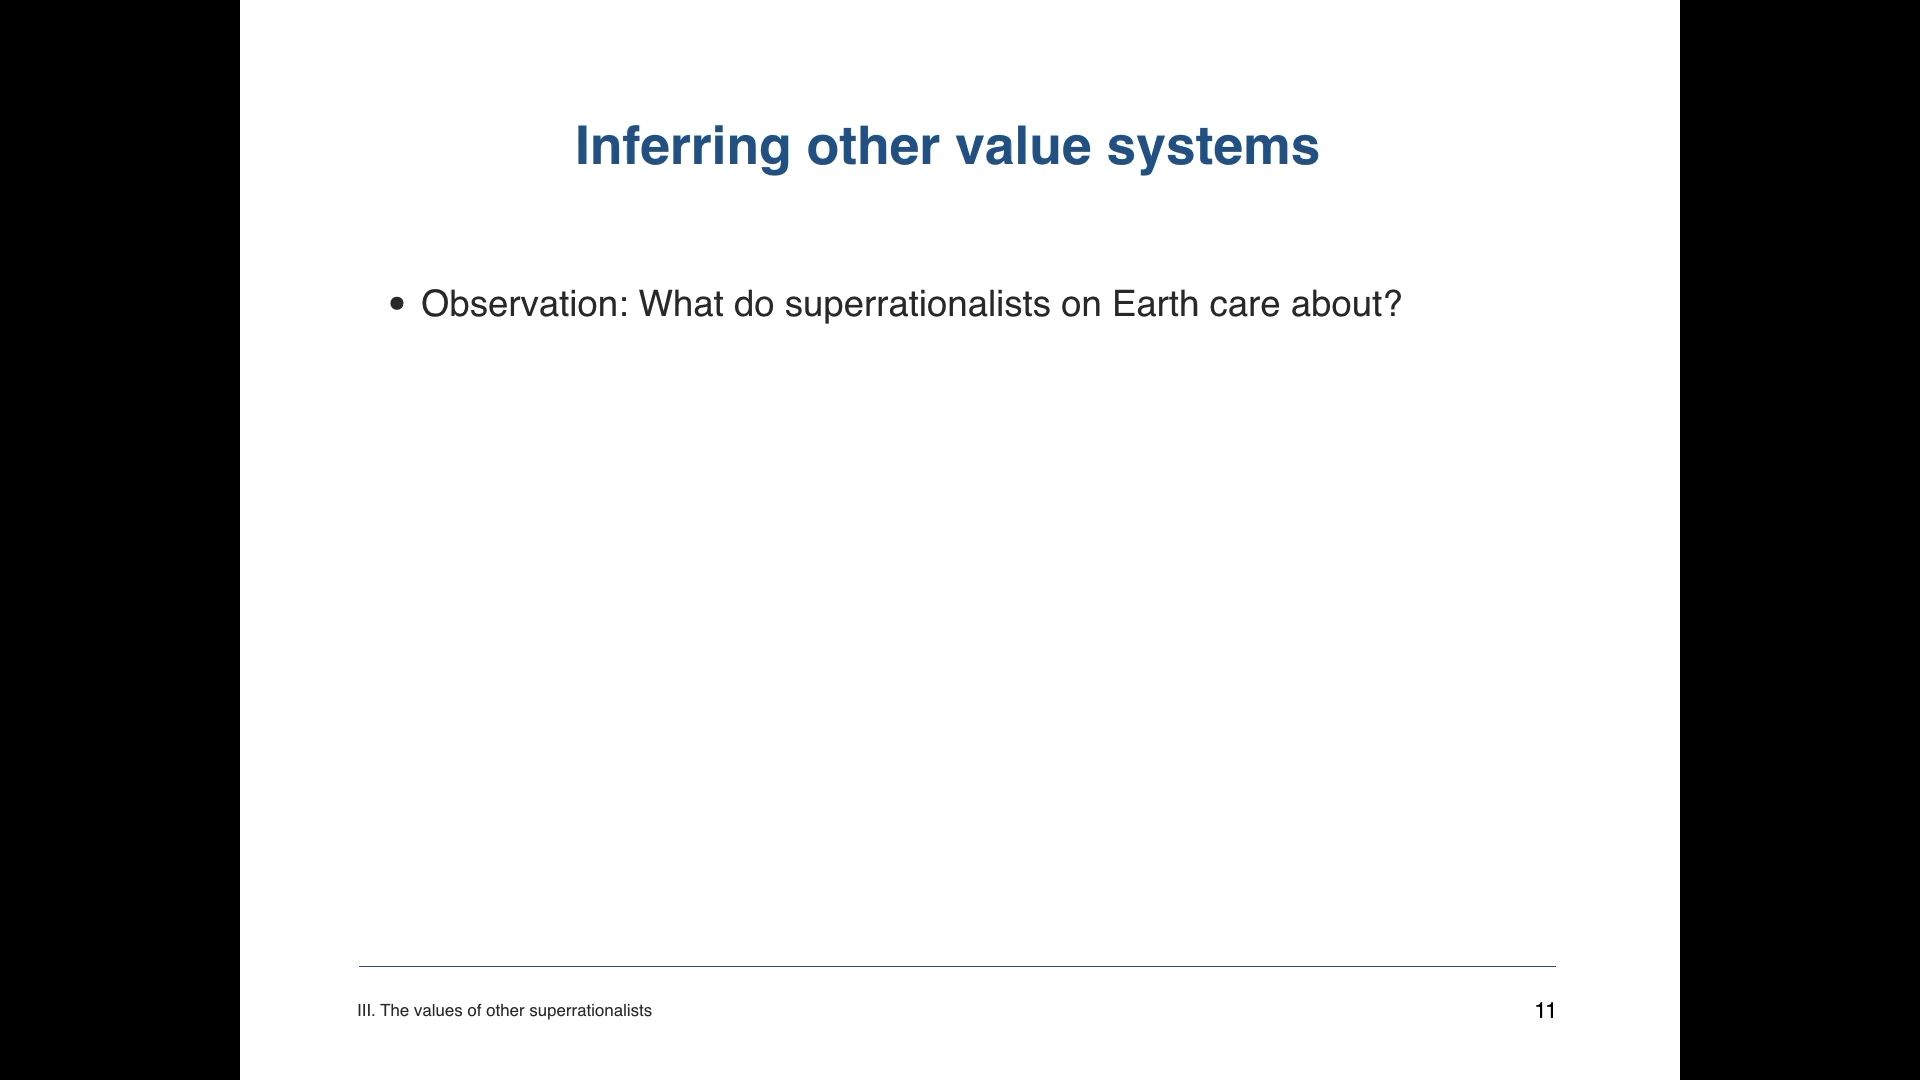 Inferring other value systems
• Observation: What do superrationalists on Earth care about?
III. The values of other superrationalists
11